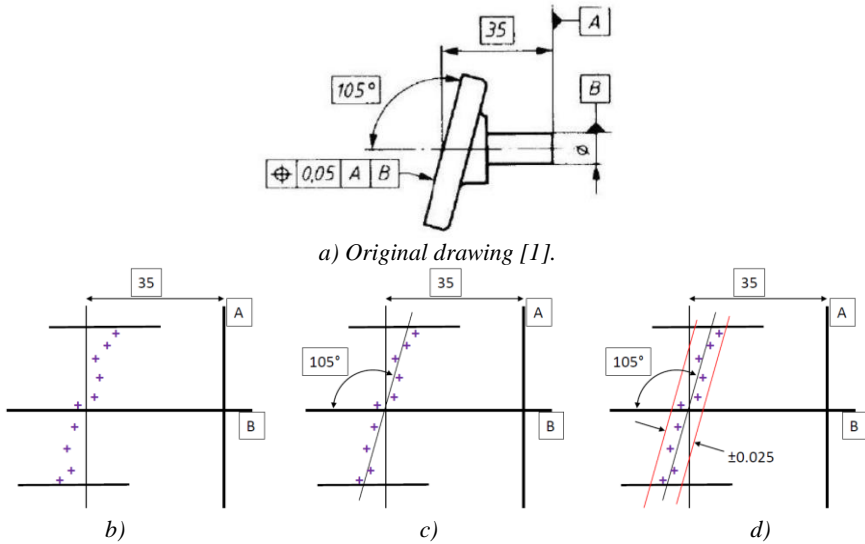 35
A
105°
B
⌀
⌖ 0,05 A B
a) Original drawing [1].
35
A
B
b)
35
A
105°
B
c)
35
A
105°
B
±0.025
d)